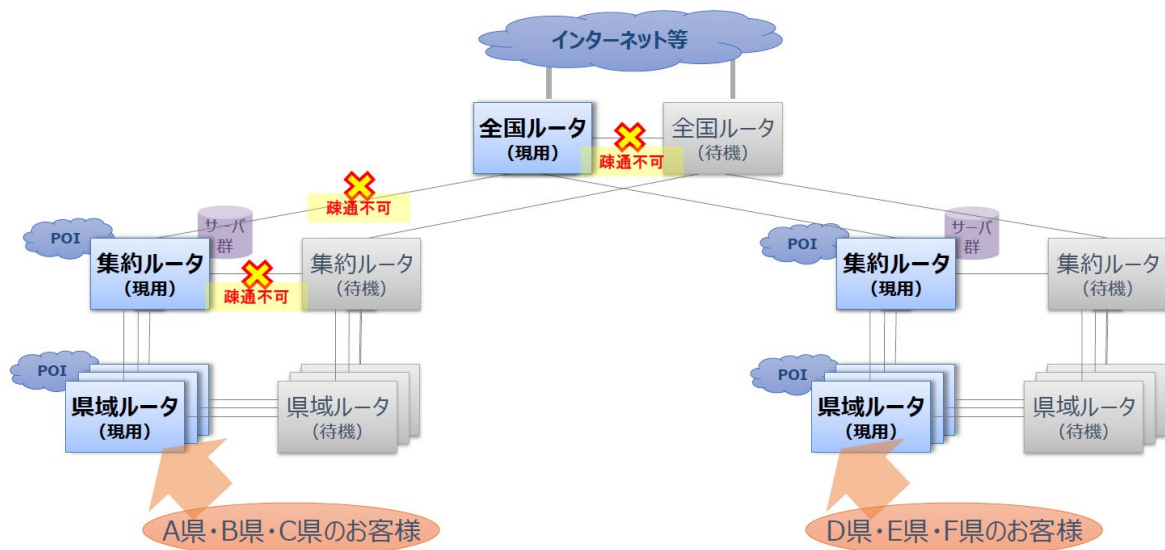 インターネット等
全国ルータ
(現用)
全国ルータ
(待機)
疎通不可
疎通不可
POI
サーバ
群
集約ルータ
(現用)
疎通不可
集約ルータ
(待機)
POI
サーバ
群
集約ルータ
(現用)
集約ルータ
(待機)
POI
県域ルータ
(現用)
県域ルータ
(待機)
POI
県域ルータ
(現用)
県域ルータ
(待機)
A県・B県・C県のお客様
D県・E県・F県のお客様